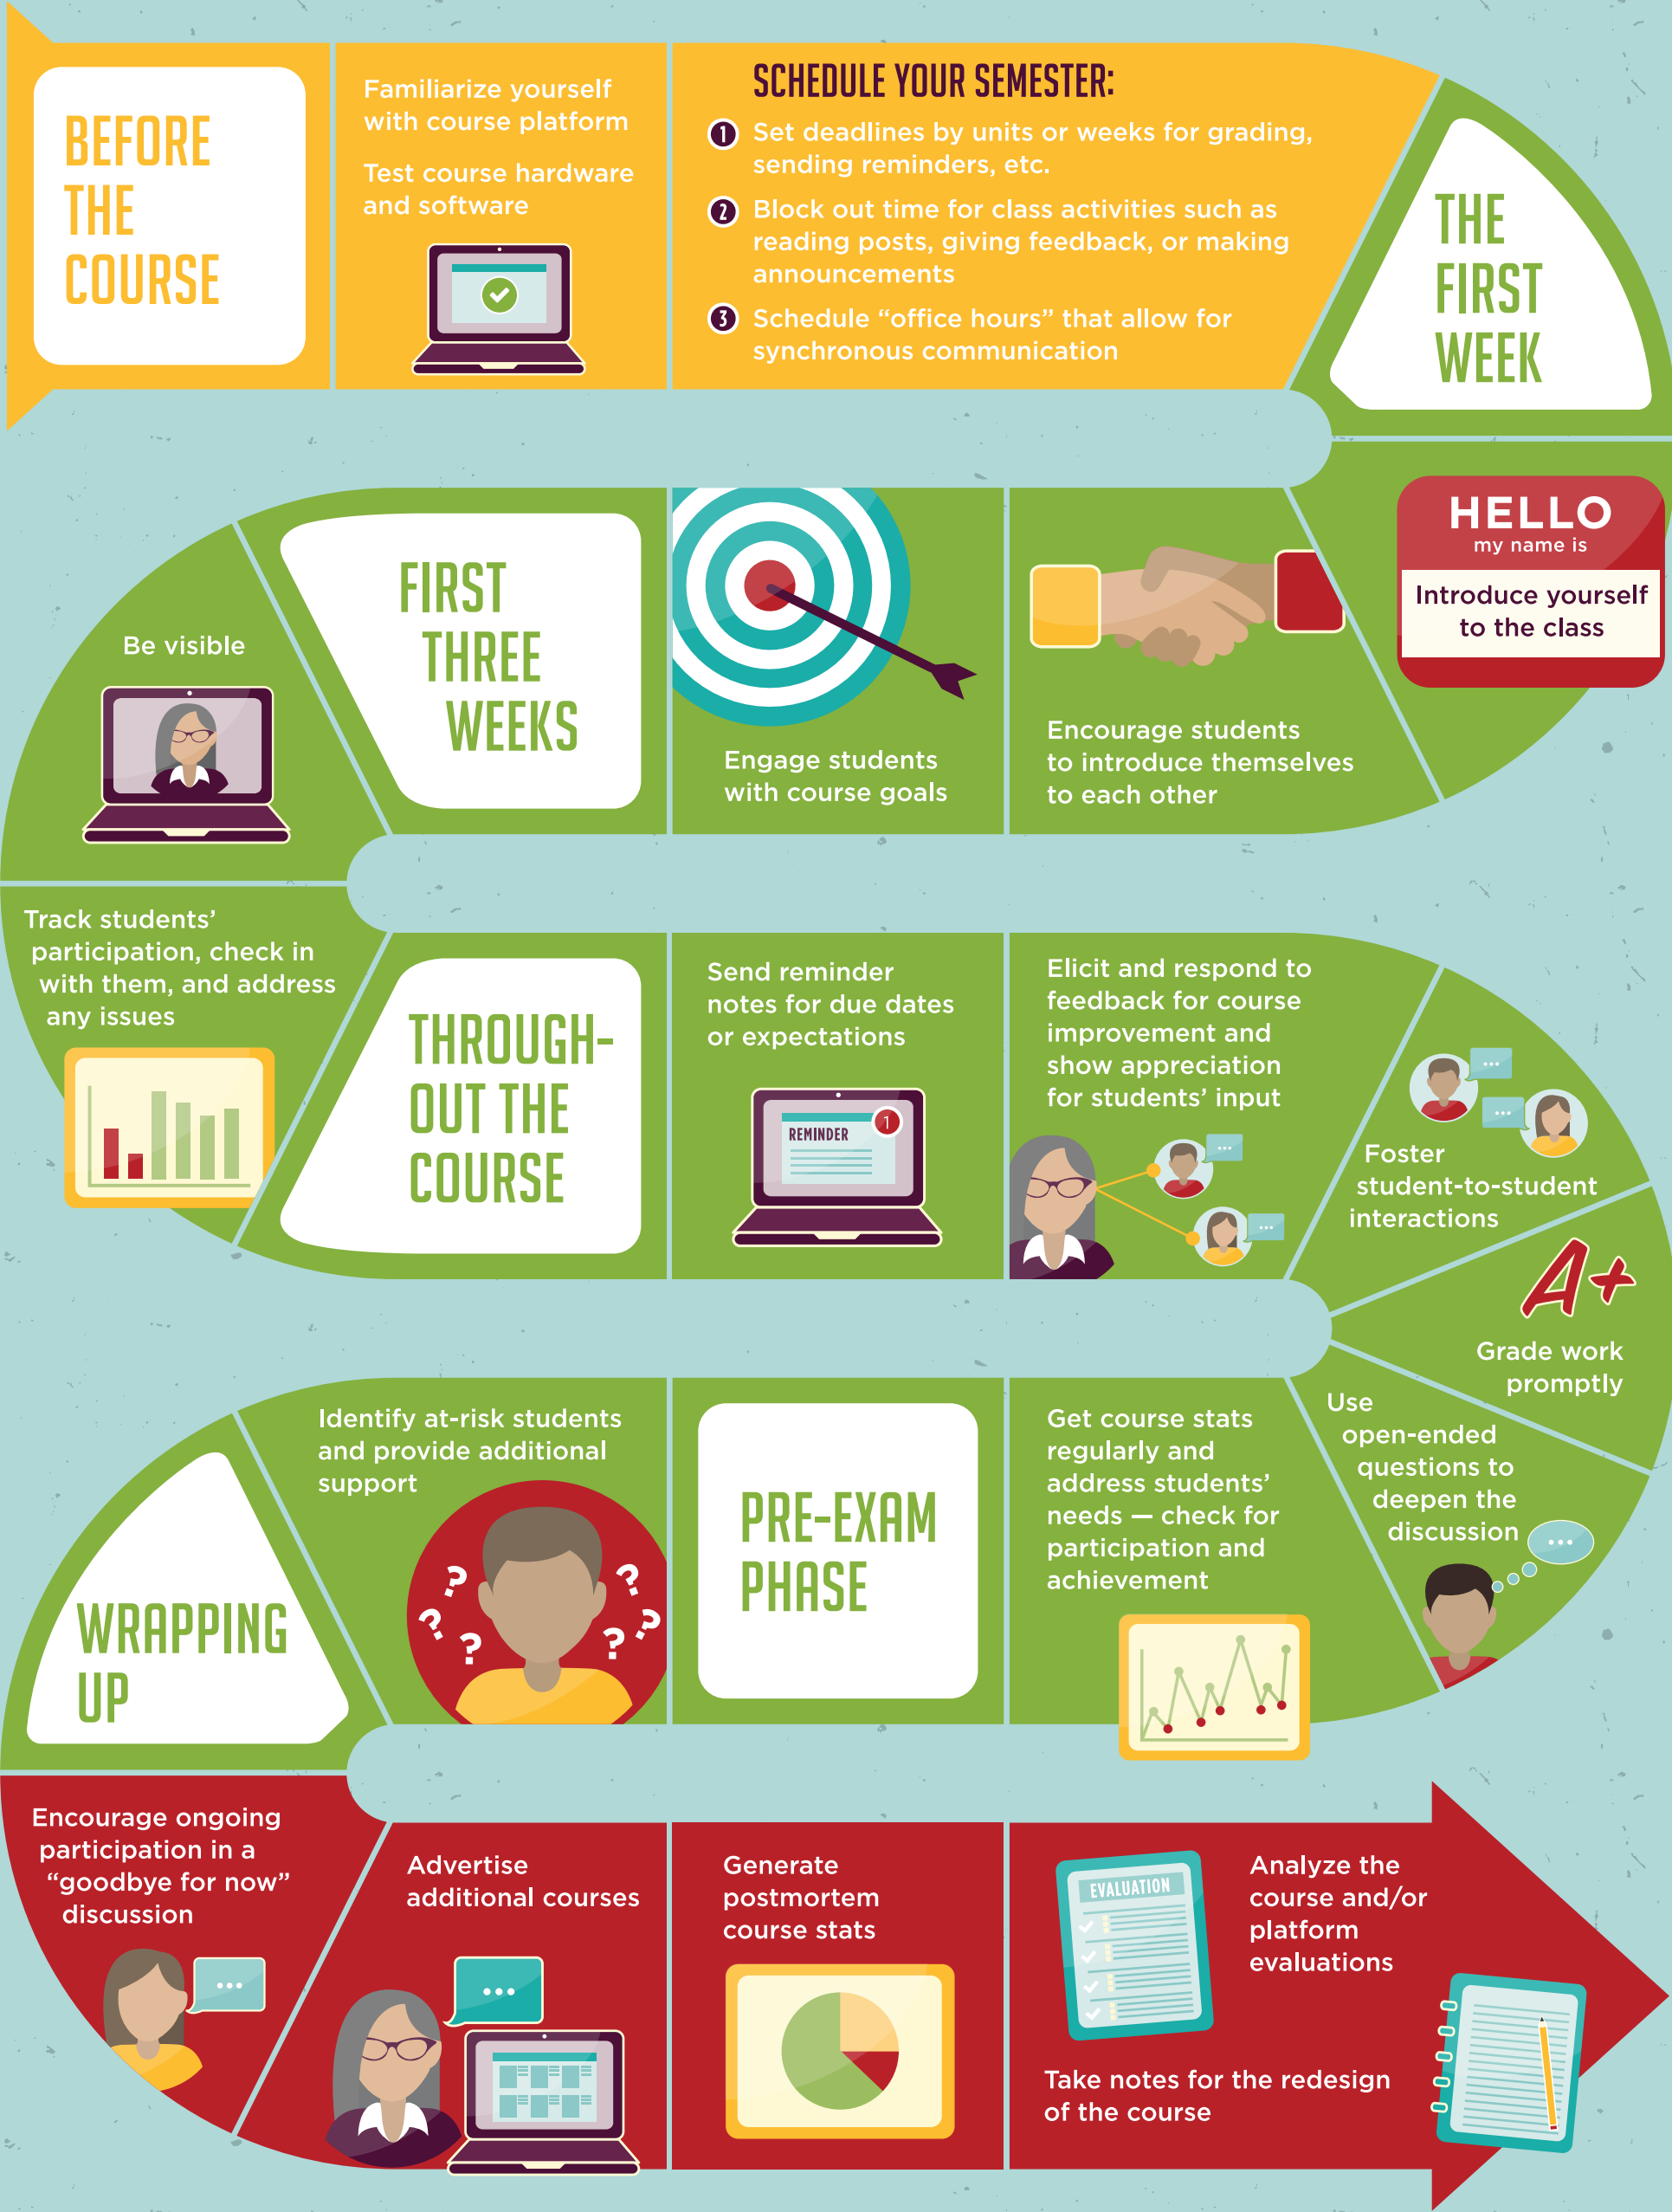 BEFORE
THE
COURSE
Familiarize yourself
with course platform
Test course hardware
and software
SCHEDULE YOUR SEMESTER:
1 Set deadlines by units or weeks for grading,
sending reminders, etc.
2 Block out time for class activities such as
reading posts, giving feedback, or making
announcements
3 Schedule “office hours” that allow for
synchronous communication
THE
FIRST
WEEK
HELLO
my name is
Introduce yourself
to the class
Encourage students
to introduce themselves
to each other
Engage students
with course goals
FIRST
THREE
WEEKS
Be visible
Track students’
participation, check in
with them, and address
any issues
THROUGH-
OUT THE
COURSE
Send reminder
notes for due dates
or expectations
REMINDER
1
Elicit and respond to
feedback for course
improvement and
show appreciation
for students’ input
Foster
student-to-student
interactions
A+
Grade work
promptly
Use
open-ended
questions to
deepen the
discussion
Get course stats
regularly and
address students’
needs — check for
participation and
achievement
PRE-EXAM
PHASE
Identify at-risk students
and provide additional
support
? ? ? ? ? ?
WRAPPING
UP
Encourage ongoing
participation in a
“goodbye for now”
discussion
Advertise
additional courses
Generate
postmortem
course stats
EVALUATION
Analyze the
course and/or
platform
evaluations
Take notes for the redesign
of the course